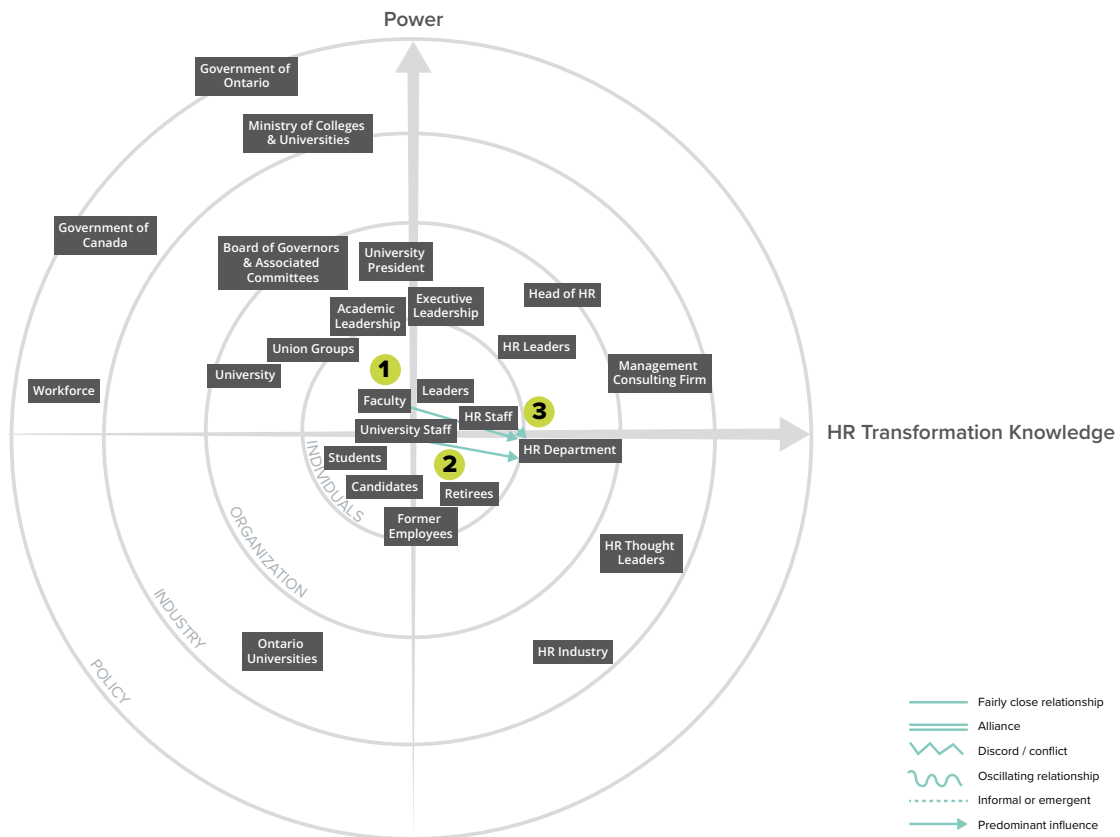 Power
Government of
Ontario
Ministry of Colleges
& Universities
Government of
Canada
Board of Governors
& Associated
Committees
University
President
Head of HR
Executive
Leadership
Academic
Leadership
HR Leaders
Union Groups
University
Management
Consulting Firm
Workforce
1
Leaders
Faculty
3
HR Staff
University Staff
HR Transformation Knowledge
HR Department
Students
2
Candidates
Retirees
INDIVIDUALS
Former
Employees
ORGANIZATION
HR Thought
Leaders
INDUSTRY
Ontario
Universities
HR Industry
POLICY
Fairly close relationship
Alliance
Discord / conflict
Oscillating relationship
Informal or emergent
Predominant influence